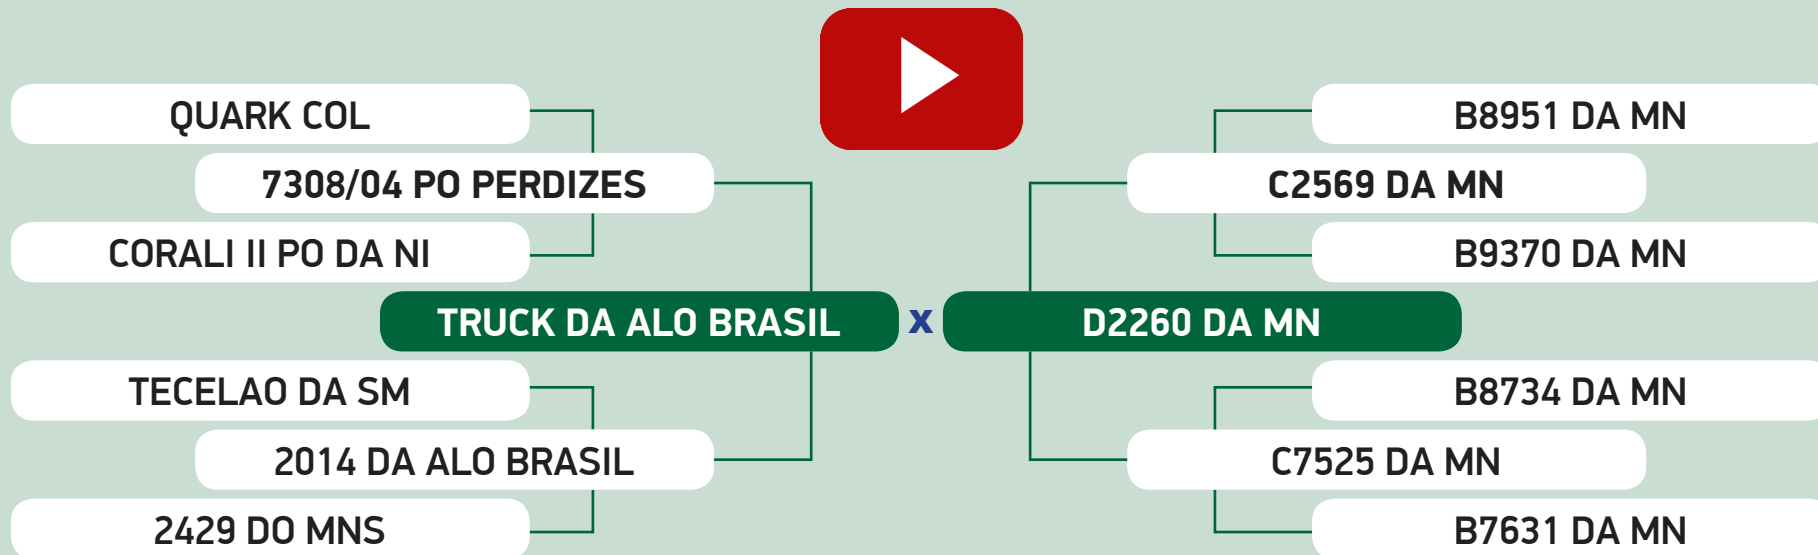 QUARK COL
7308/04 PO PERDIZES
CORALI II PO DA NI
TRUCK DA ALO BRASIL
TECELAO DA SM
2014 DA ALO BRASIL
2429 DO MNS
x
B8951 DA MN
C2569 DA MN
B9370 DA MN
D2260 DA MN
B8734 DA MN
C7525 DA MN
B7631 DA MN